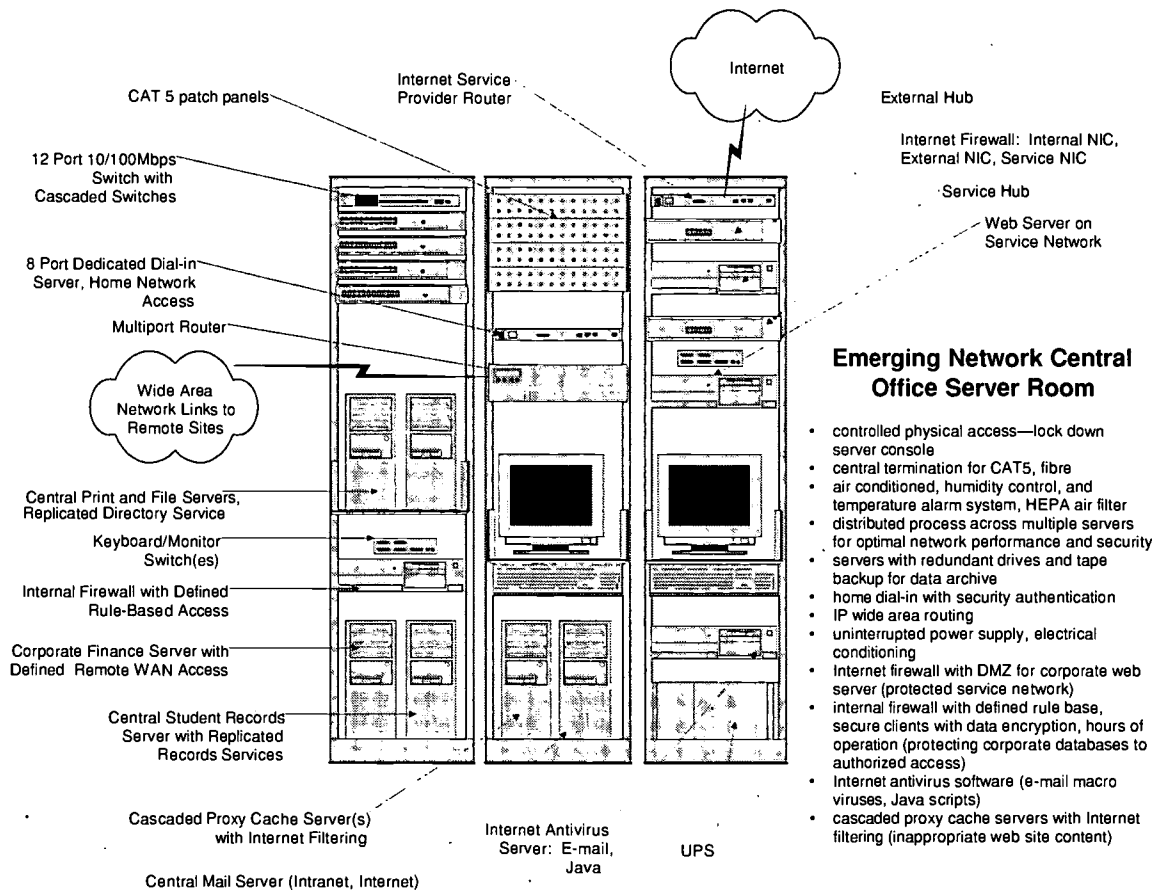 Internet
Internet Service
Provider Router
CAT 5 patch panels
External Hub
Internet Firewall: Internal NIC,
External NIC, Service NIC
12 Port 10/100Mbps
Switch with
Cascaded Switches
Service Hub
Web Server on
Service Network
8 Port Dedicated Dial-in
Server, Home Network
Access
Multiport Router
Wide Area
Network Links to
Remote Sites
Central Print and File Servers,
Replicated Directory Service
Keyboard/Monitor
Switch(es)
Internal Firewall with Defined
Rule-Based Access
Corporate Finance Server with
Defined Remote WAN Access
Central Student Records
Server with Replicated
Records Services
Cascaded Proxy Cache Server(s)
with Internet Filtering
Central Mail Server (Intranet, Internet)
Internet Antivirus
Server: E-mail,
Java
UPS
Emerging Network Central
Office Server Room
• controlled physical access—lock down
server console
• central termination for CAT5, fibre
• air conditioned, humidity control, and
temperature alarm system, HEPA air filter
• distributed process across multiple servers
for optimal network performance and security
• servers with redundant drives and tape
backup for data archive
• home dial-in with security authentication
• IP wide area routing
• uninterrupted power supply, electrical
conditioning
• Internet firewall with DMZ for corporate web
server (protected service network)
• internal firewall with defined rule base,
secure clients with data encryption, hours of
operation (protecting corporate databases to
authorized access)
• Internet antivirus software (e-mail macro
viruses, Java scripts)
• cascaded proxy cache servers with Internet
filtering (inappropriate web site content)